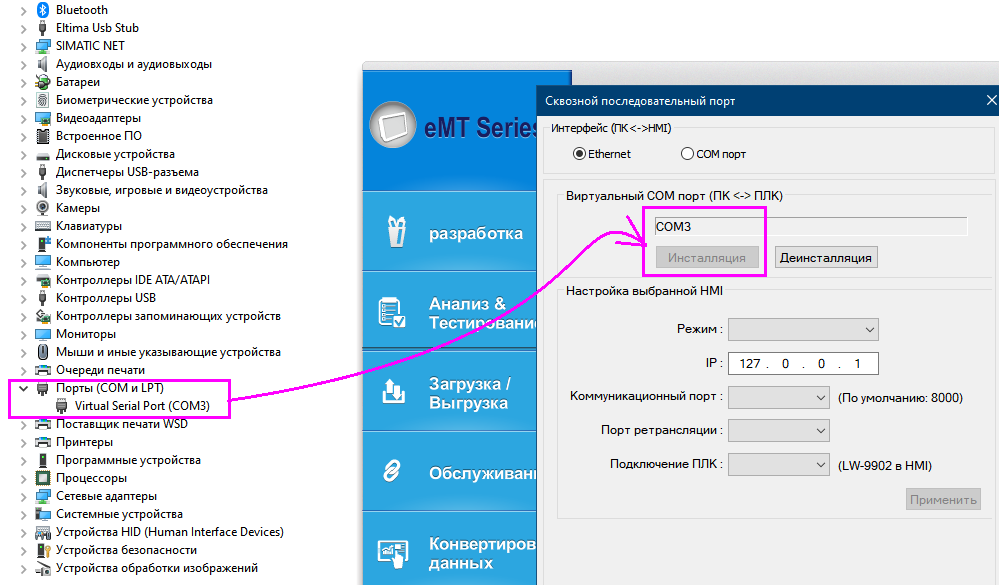 Bluetooth
Eltima Usb Stub
SIMATIC NET
Аудиовходы и аудиовыходы
Батареи
Биометрические устройства
Видеоадаптеры
Встроенное ПО
Дисковые устройства
Диспетчеры USB-разъема
Звуковые, игровые и видеоустройства
Камеры
Клавиатуры
Компоненты программного обеспечения
Компьютер
Контроллеры IDE ATA/ATAPI
Контроллеры USB
Контроллеры запоминающих устройств
Мониторы
Мыши и иные указывающие устройства
Очереди печати
Порты (COM и LPT)
Virtual Serial Port (COM3)
Поставщик печати WSD
Принтеры
Программные устройства
Процессоры
Сетевые адаптеры
Системные устройства
Устройства HID (Human Interface Devices)
Устройства безопасности
Устройства обработки изображений
eMT Series
разработка
Анализ &
Тестирование
Загрузка /
Выгрузка
Обслуживан
Конвертиров
данных
Сквозной последовательный порт
Интерфейс (ПК<->HMI)
Ethernet
COM порт
Виртуальный COM порт (ПК <-> ПЛК)
COM3
Инсталляция
Деинсталляция
Настройка выбранной HMI
Режим :
IP : 127 . 0 . 0 . 1
Коммуникационный порт : (По умолчанию: 8000)
Порт ретрансляции :
Подключение ПЛК : (LW-9902 в HMI)
Применить